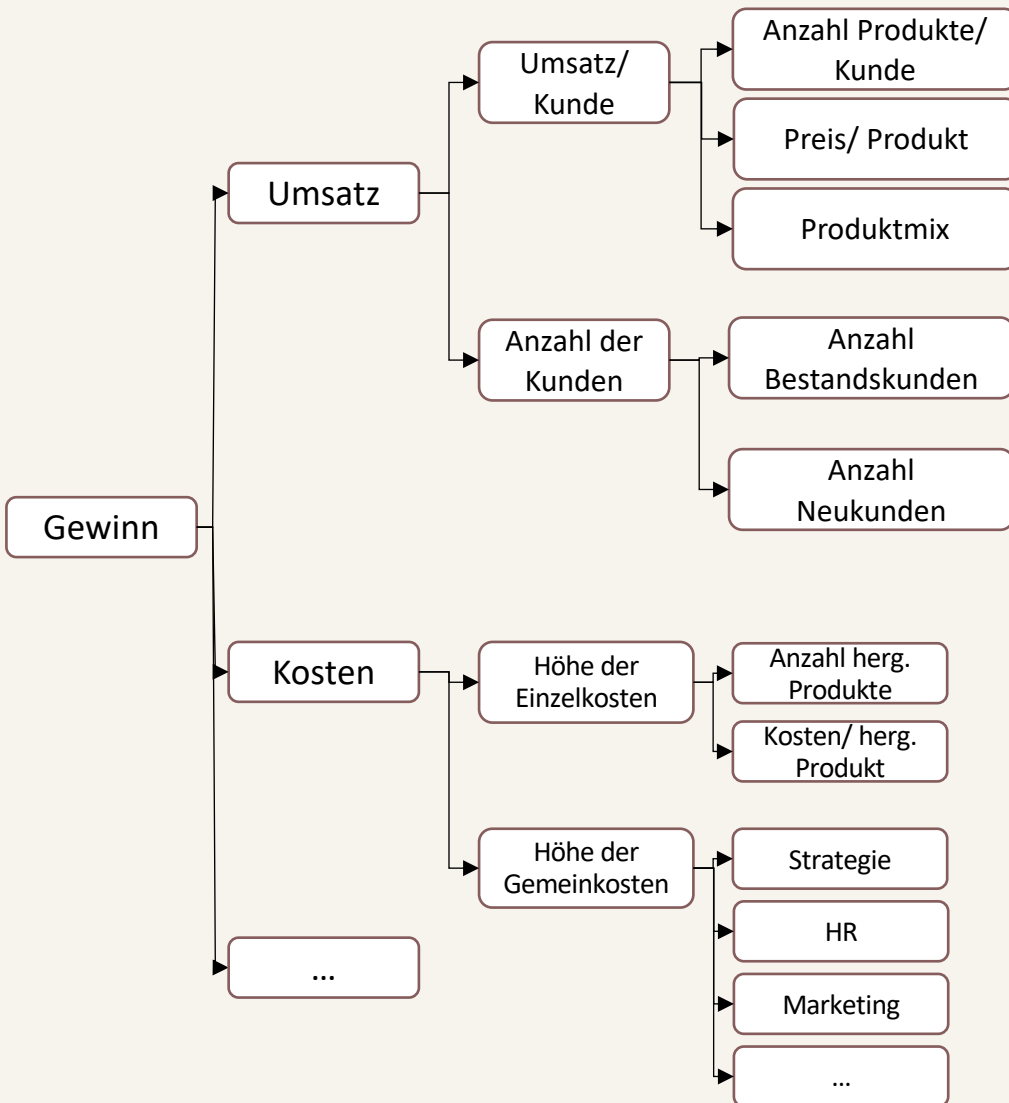 Gewinn
Umsatz
Umsatz/
Kunde
Anzahl Produkte/
Kunde
Preis/ Produkt
Produktmix
Anzahl der
Kunden
Anzahl
Bestandskunden
Anzahl
Neukunden
Kosten
Höhe der
Einzelkosten
Anzahl herg.
Produkte
Kosten/ herg.
Produkt
Höhe der
Gemeinkosten
Strategie
HR
Marketing
...
...